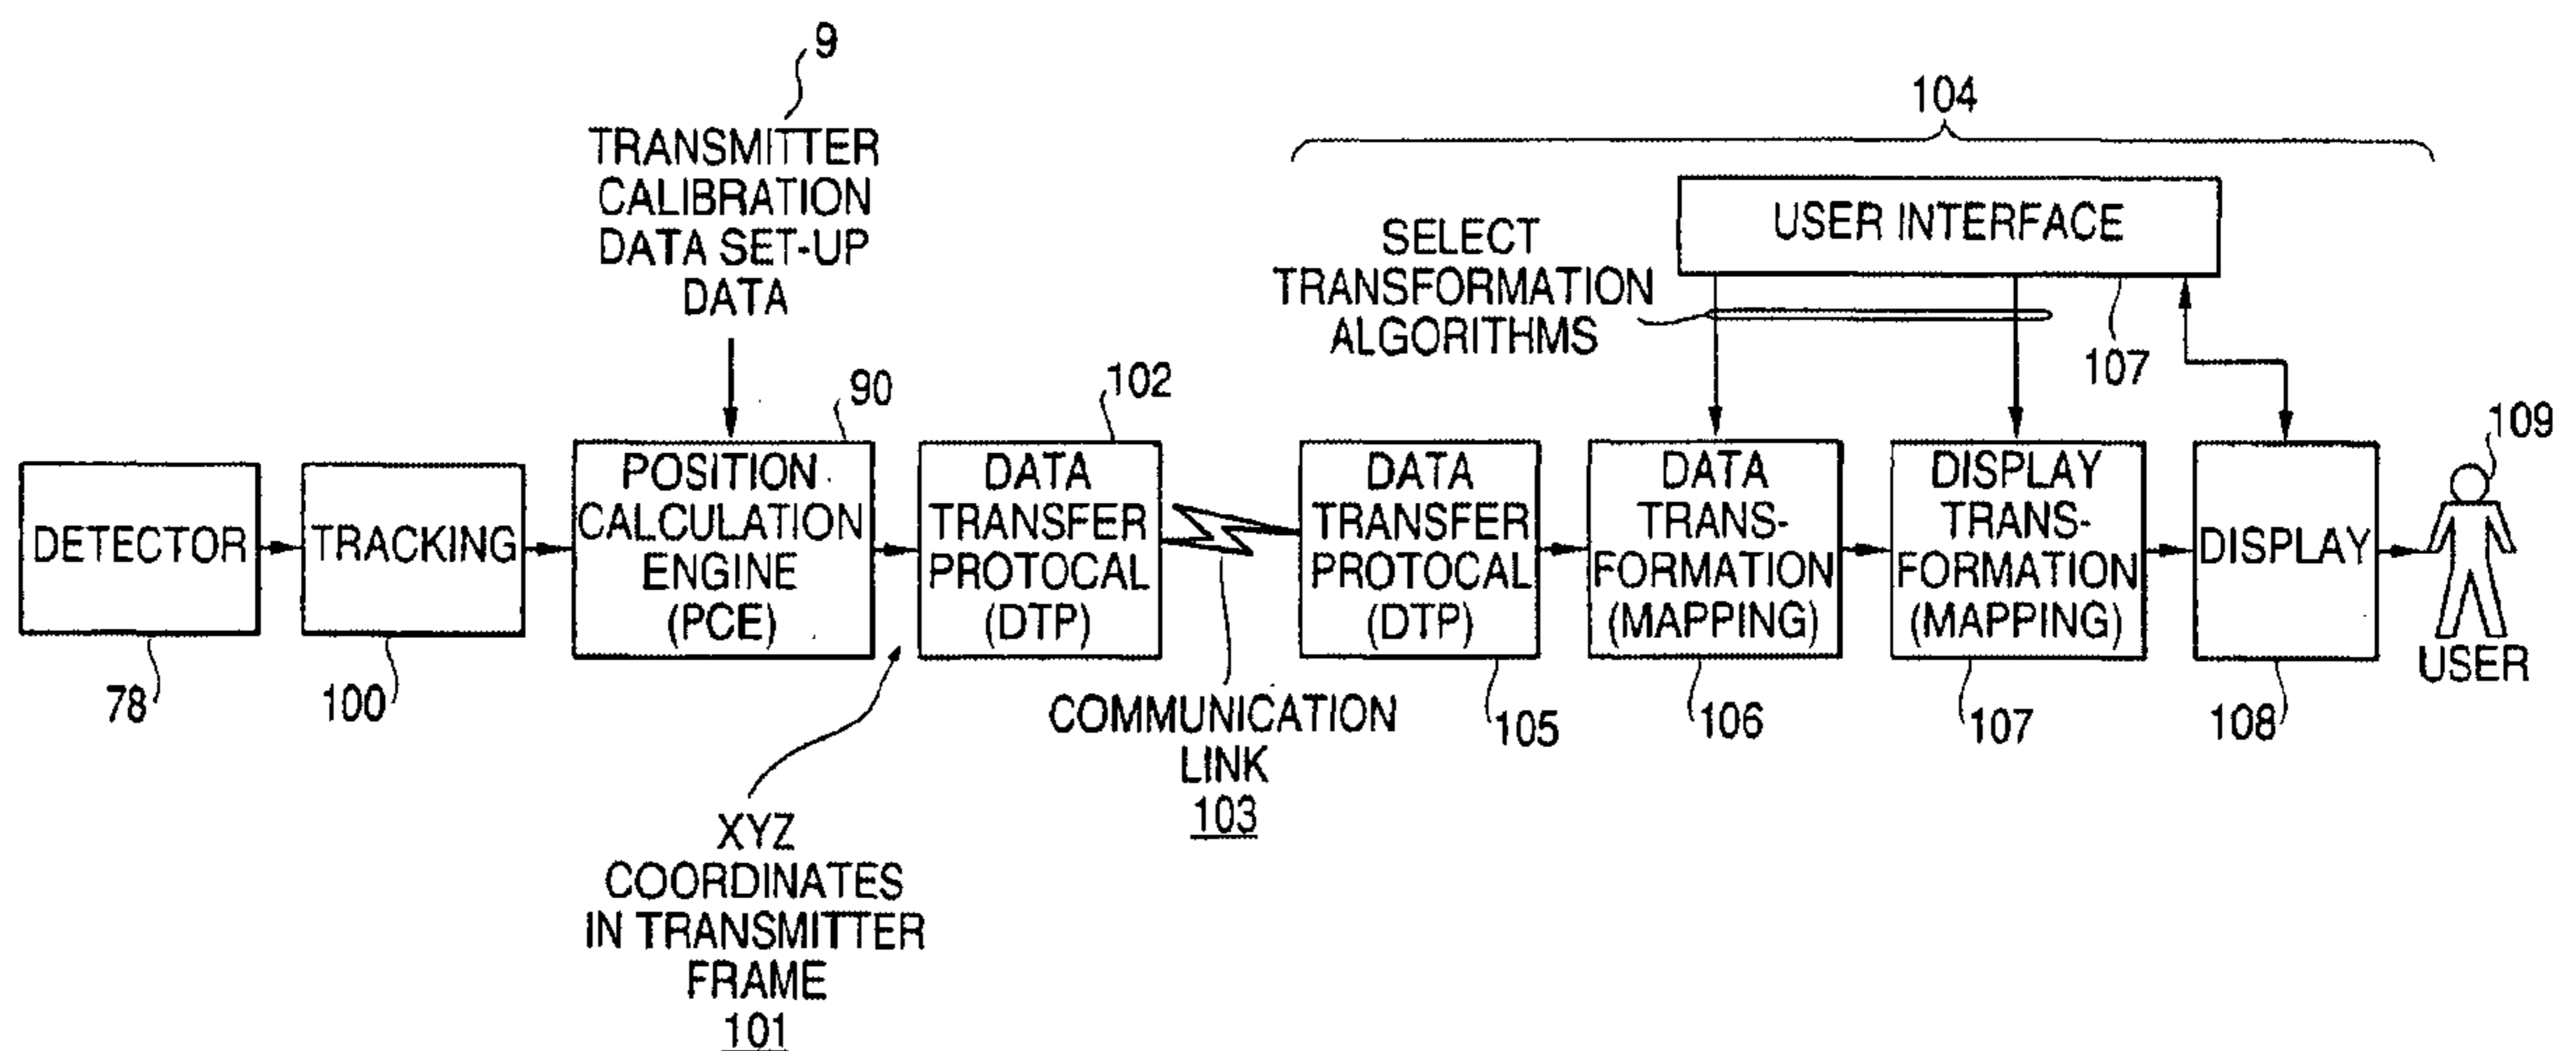 9
TRANSMITTER
CALIBRATION
DATA SET-UP
DATA
104
USER INTERFACE
SELECT
TRANSFORMATION
ALGORITHMS
107
90
102
109
DETECTOR
TRACKING
POSITION
CALCULATION
ENGINE
(PCE)
DATA
TRANSFER
PROTOCAL
(DTP)
DATA
TRANSFER
PROTOCAL
(DTP)
DATA
TRANS-
FORMATION
(MAPPING)
DISPLAY
TRANS-
FORMATION
(MAPPING)
DISPLAY
USER
78
100
COMMUNICATION
LINK
103
105
106
107
108
XYZ
COORDINATES
IN TRANSMITTER
FRAME
101